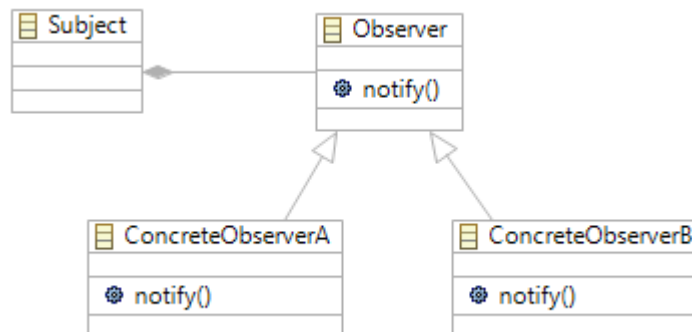 Subject
Observer
notify()
ConcreteObserverA
notify()
ConcreteObserverB
notify()